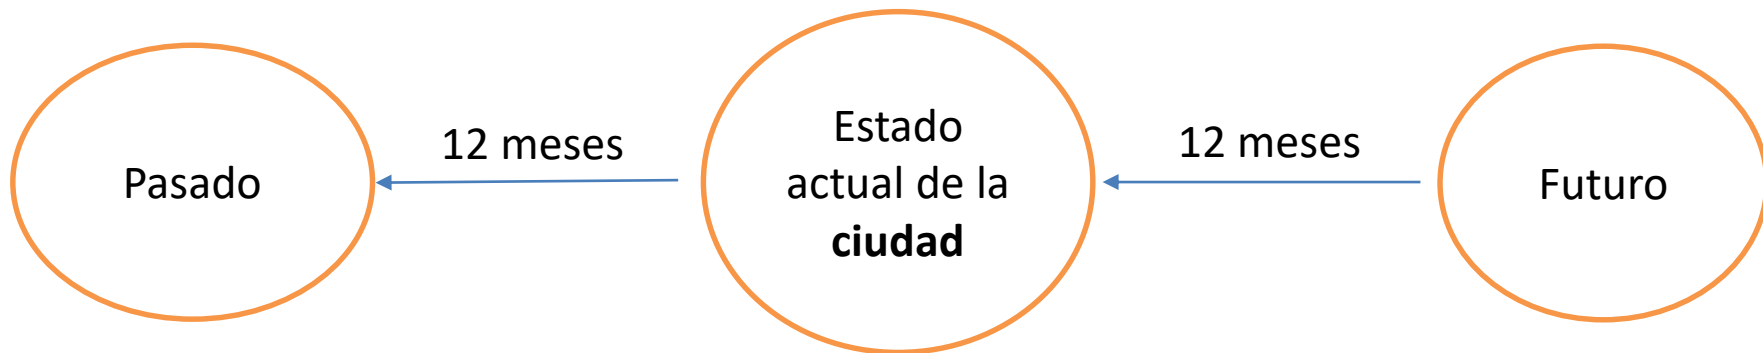 Pasado
12 meses
Estado
actual de la
ciudad
12 meses
Futuro